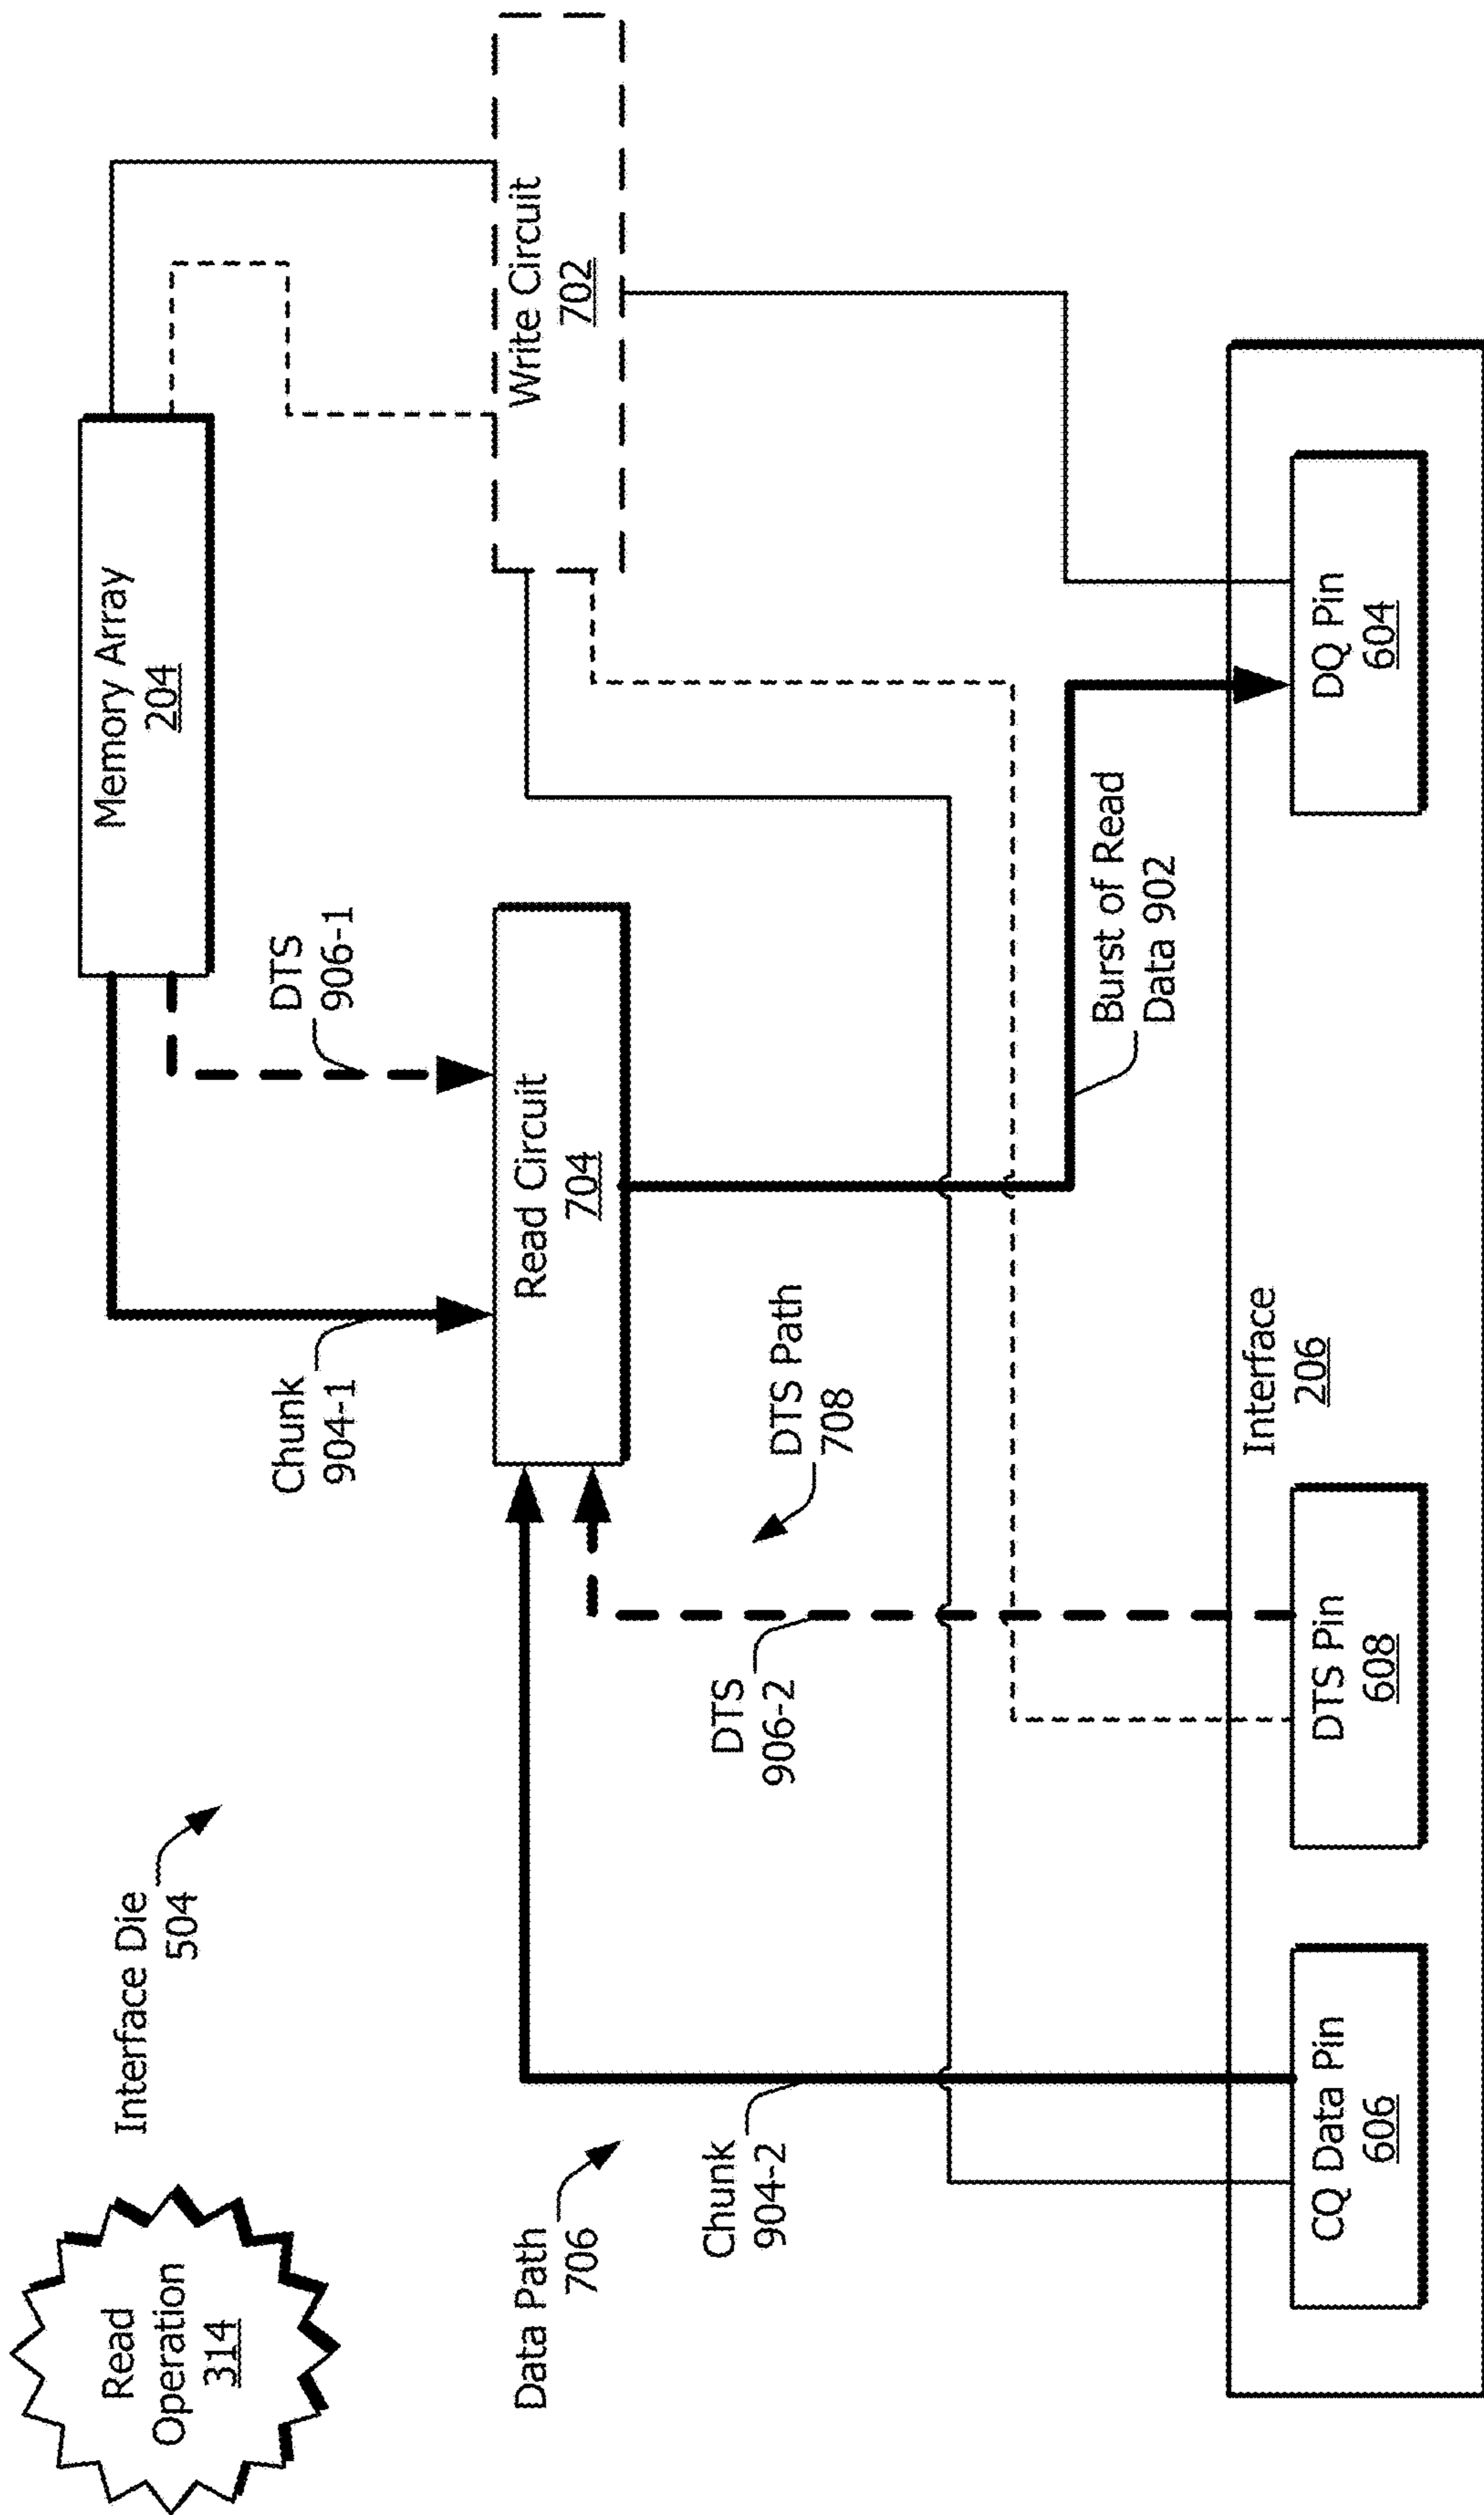 Read
Operation
314
Interface Die
504
Memory Array
204
Chunk
904-1
DTS
906-1
Data Path
706
Read Circuit
704
Write Circuit
702
Chunk
904-2
DTS
906-2
DTS Path
708
Burst of Read
Data 902
Interface
206
CQ Data Pin
606
DTS Pin
608
DQ Pin
604